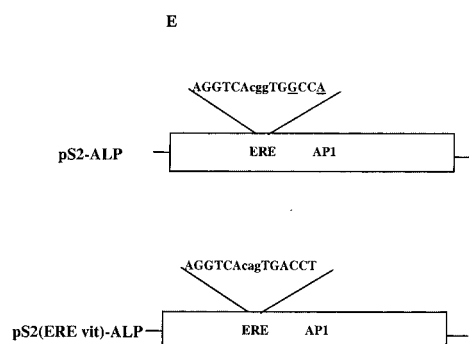 E
AGGTCAcggTGGCCA
pS2-ALP
ERE AP1
AGGTCAcagTGACCT
pS2(ERE vit)-ALP
ERE AP1